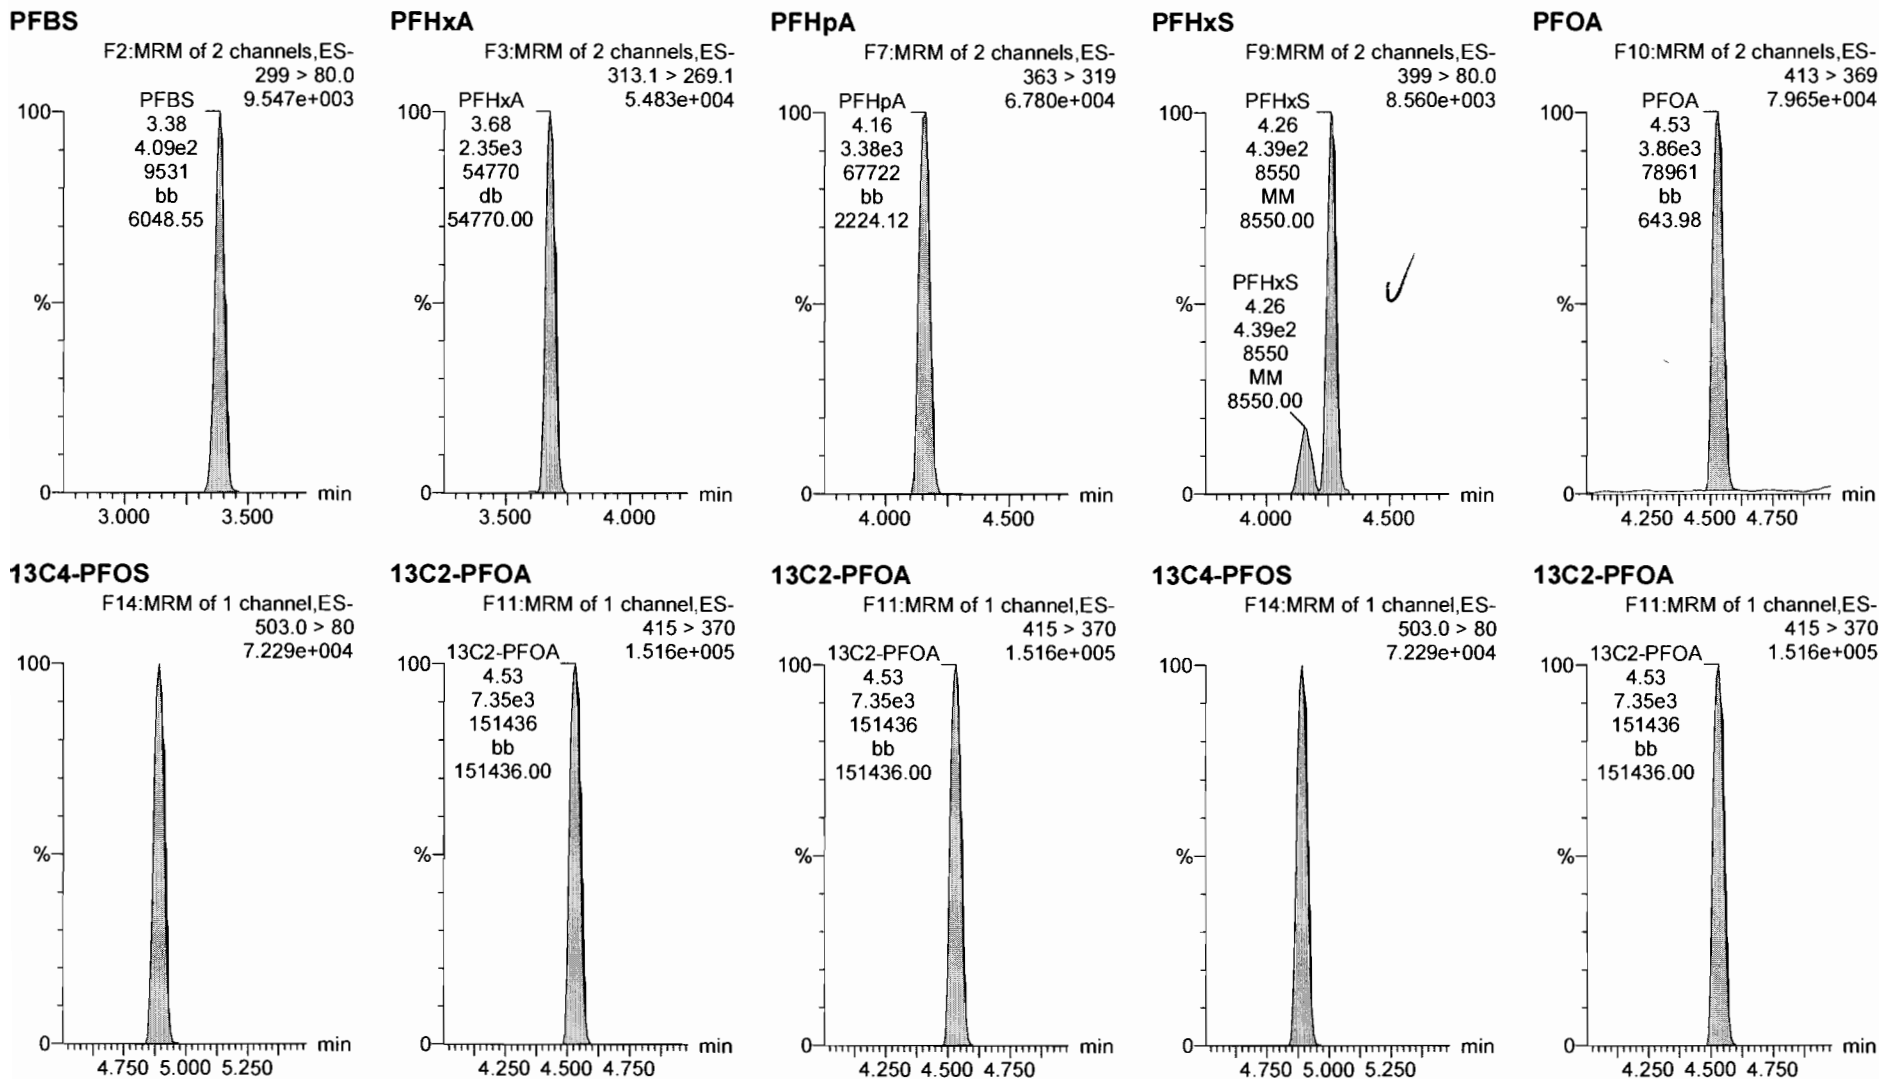 PFBS
F2:MRM of 2 channels,ES-
299 > 80.0
9.547e+003
100
PFBS
3.38
4.09e2
9531
bb
6048.55
%
0
min
3.000 3.500
PFHxA
F3:MRM of 2 channels,ES-
313.1 > 269.1
5.483e+004
100
PFHxA
3.68
2.35e3
54770
db
54770.00
%
0
min
3.500 4.000
PFHpA
F7:MRM of 2 channels,ES-
363 > 319
6.780e+004
100
PFHpA
4.16
3.38e3
67722
bb
2224.12
%
0
min
4.000 4.500
PFHxS
F9:MRM of 2 channels,ES-
399 > 80.0
8.560e+003
100
PFHxS
4.26
4.39e2
8550
MM
8550.00
PFHxS
4.26
4.39e2
8550
MM
8550.00
%
0
min
4.000 4.500
PFOA
F10:MRM of 2 channels,ES-
413 > 369
7.965e+004
100
PFOA
4.53
3.86e3
78961
bb
643.98
%
0
min
4.250 4.500 4.750
13C4-PFOS
F14:MRM of 1 channel,ES-
503.0 > 80
7.229e+004
100
%
0
min
4.750 5.000 5.250
13C2-PFOA
F11:MRM of 1 channel,ES-
415 > 370
1.516e+005
100
13C2-PFOA
4.53
7.35e3
151436
bb
151436.00
%
0
min
4.250 4.500 4.750
13C2-PFOA
F11:MRM of 1 channel,ES-
415 > 370
1.516e+005
100
13C2-PFOA
4.53
7.35e3
151436
bb
151436.00
%
0
min
4.250 4.500 4.750
13C4-PFOS
F14:MRM of 1 channel,ES-
503.0 > 80
7.229e+004
100
%
0
min
4.750 5.000 5.250
13C2-PFOA
F11:MRM of 1 channel,ES-
415 > 370
1.516e+005
100
13C2-PFOA
4.53
7.35e3
151436
bb
151436.00
%
0
min
4.250 4.500 4.750